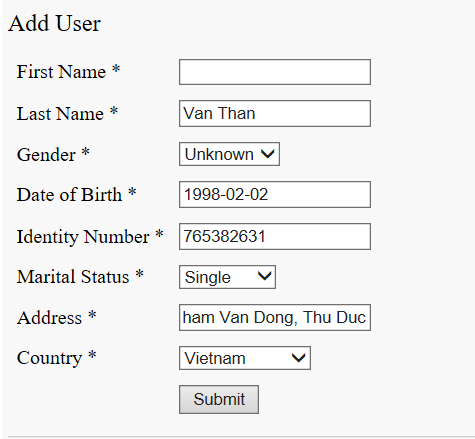 Add User
First Name *
Last Name * Van Than
Gender * Unknown
Date of Birth * 1998-02-02
Identity Number * 765382631
Marital Status * Single
Address * ham Van Dong, Thu Duc
Country * Vietnam
Submit